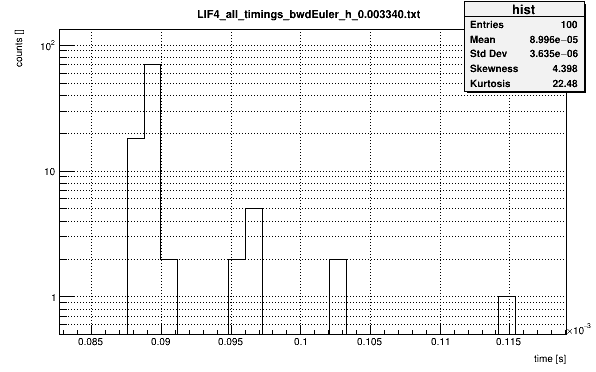 LIF4_all_timings_bwdEuler_h_0.003340.txt
hist
Entries 100
Mean 8.996e−05
Std Dev 3.635e−06
Skewness 4.398
Kurtosis 22.48
counts []
10²
10
1
0.085 0.09 0.095 0.1 0.105 0.11 0.115
×10⁻³
time [s]